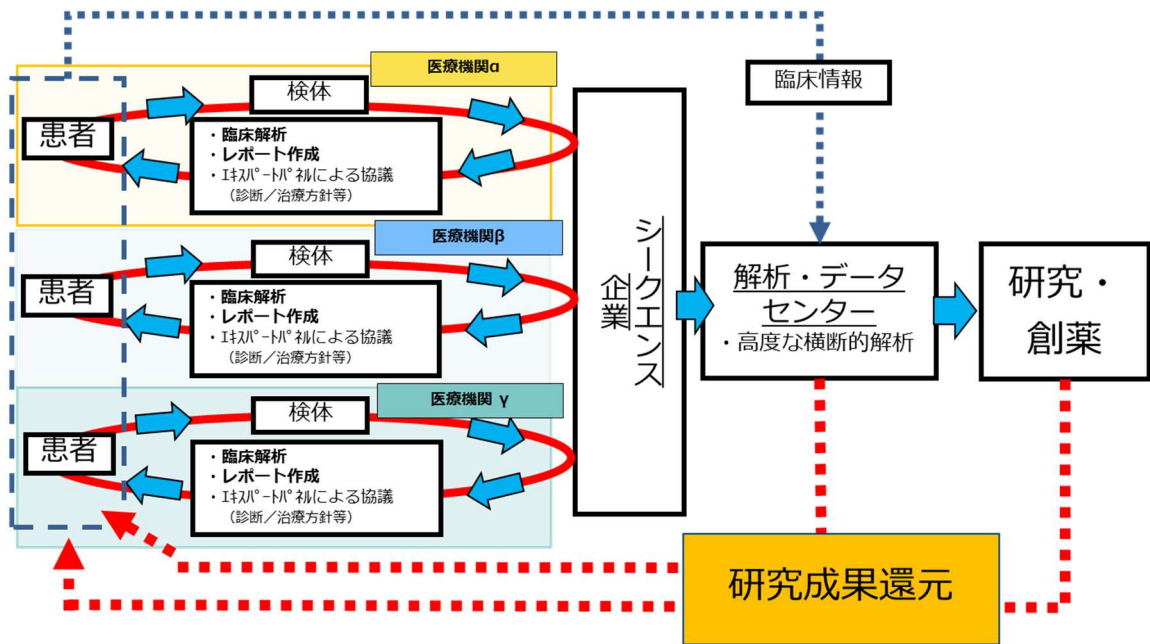 医療機関α
検体
患者
・臨床解析
・レポート作成
・ｴｷｽﾊﾟｰﾄﾊﾟﾈﾙによる協議
（診断／治療方針等）
医療機関β
検体
患者
・臨床解析
・レポート作成
・ｴｷｽﾊﾟｰﾄﾊﾟﾈﾙによる協議
（診断／治療方針等）
医療機関 γ
検体
患者
・臨床解析
・レポート作成
・ｴｷｽﾊﾟｰﾄﾊﾟﾈﾙによる協議
（診断／治療方針等）
シークエンス
企業
臨床情報
解析・データ
センター
・高度な横断的解析
研究・
創薬
研究成果還元